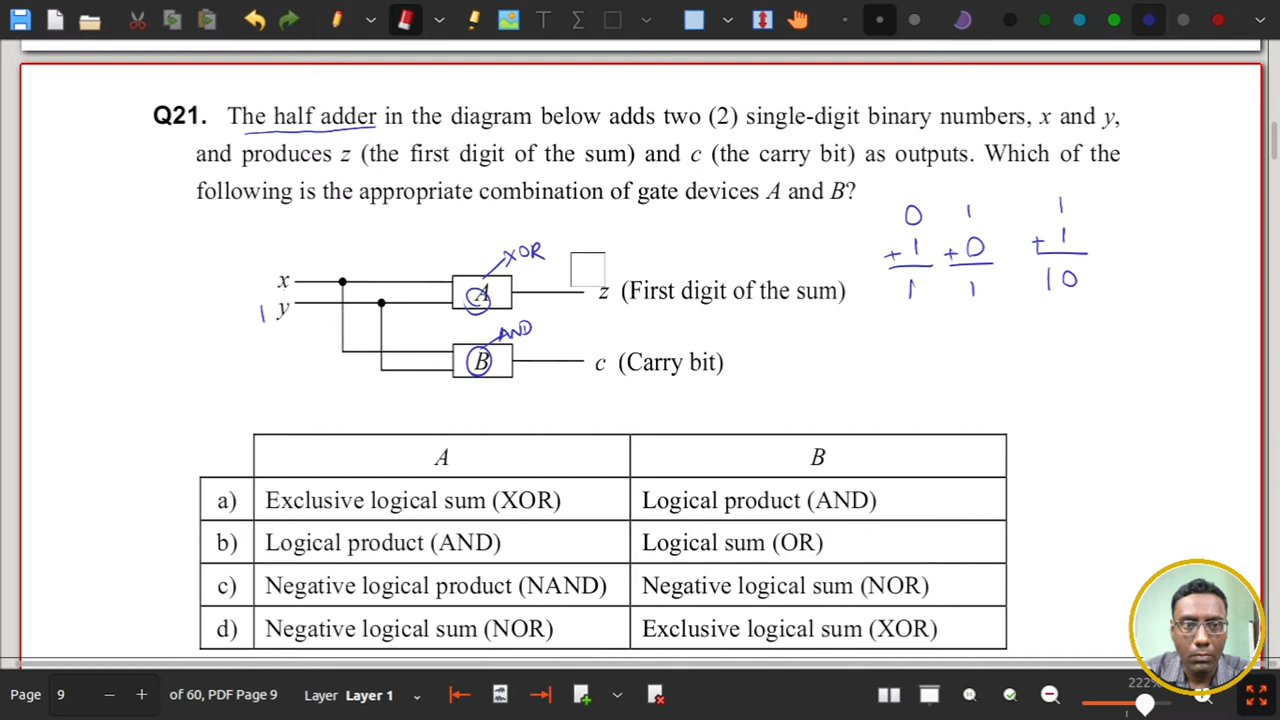 Q21. The half adder in the diagram below adds two (2) single-digit binary numbers, x and y,
and produces z (the first digit of the sum) and c (the carry bit) as outputs. Which of the
following is the appropriate combination of gate devices A and B?
0 1 1
+ 1 + 0 + 1
1 1 10
XOR
x
A
z (First digit of the sum)
1 y
AND
B
c (Carry bit)
A B
a) Exclusive logical sum (XOR) Logical product (AND)
b) Logical product (AND) Logical sum (OR)
c) Negative logical product (NAND) Negative logical sum (NOR)
d) Negative logical sum (NOR) Exclusive logical sum (XOR)
Page 9 of 60, PDF Page 9 Layer Layer 1 222%